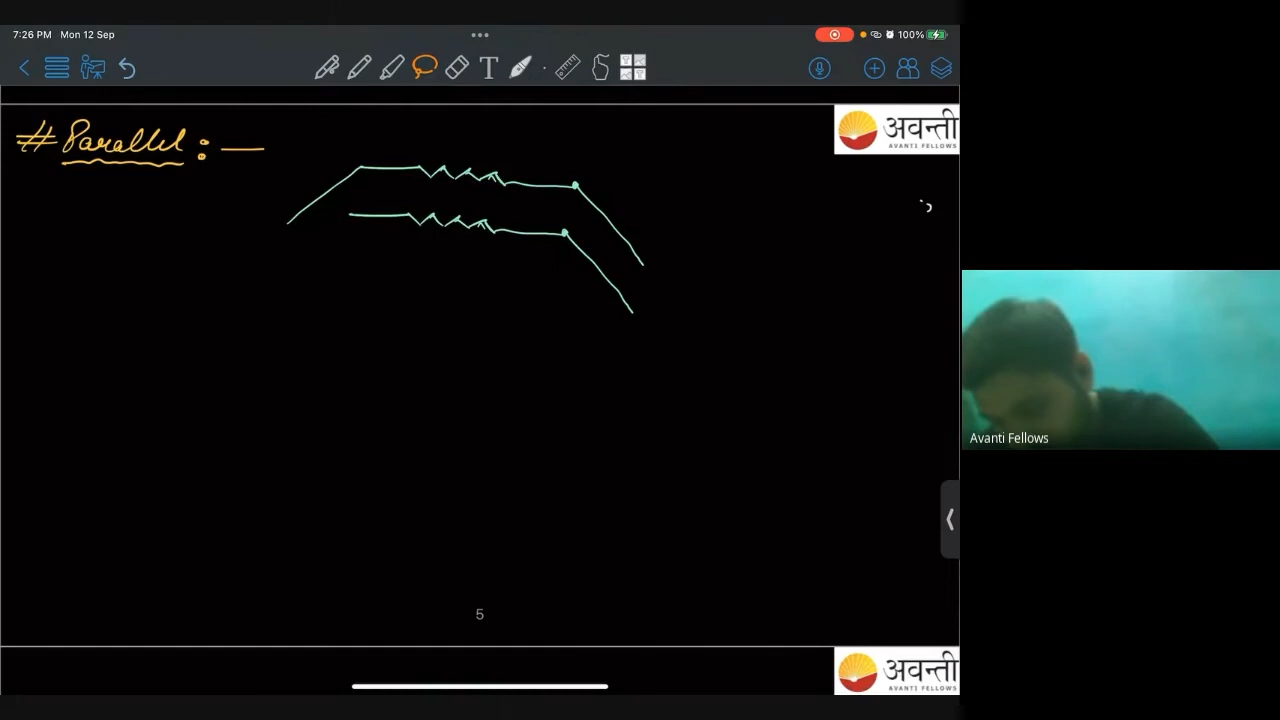 7:26 PM Mon 12 Sep
100%
T
# Parallel : —
अवन्ती
AVANTI FELLOWS
Avanti Fellows
5
अवन्ती
AVANTI FELLOWS